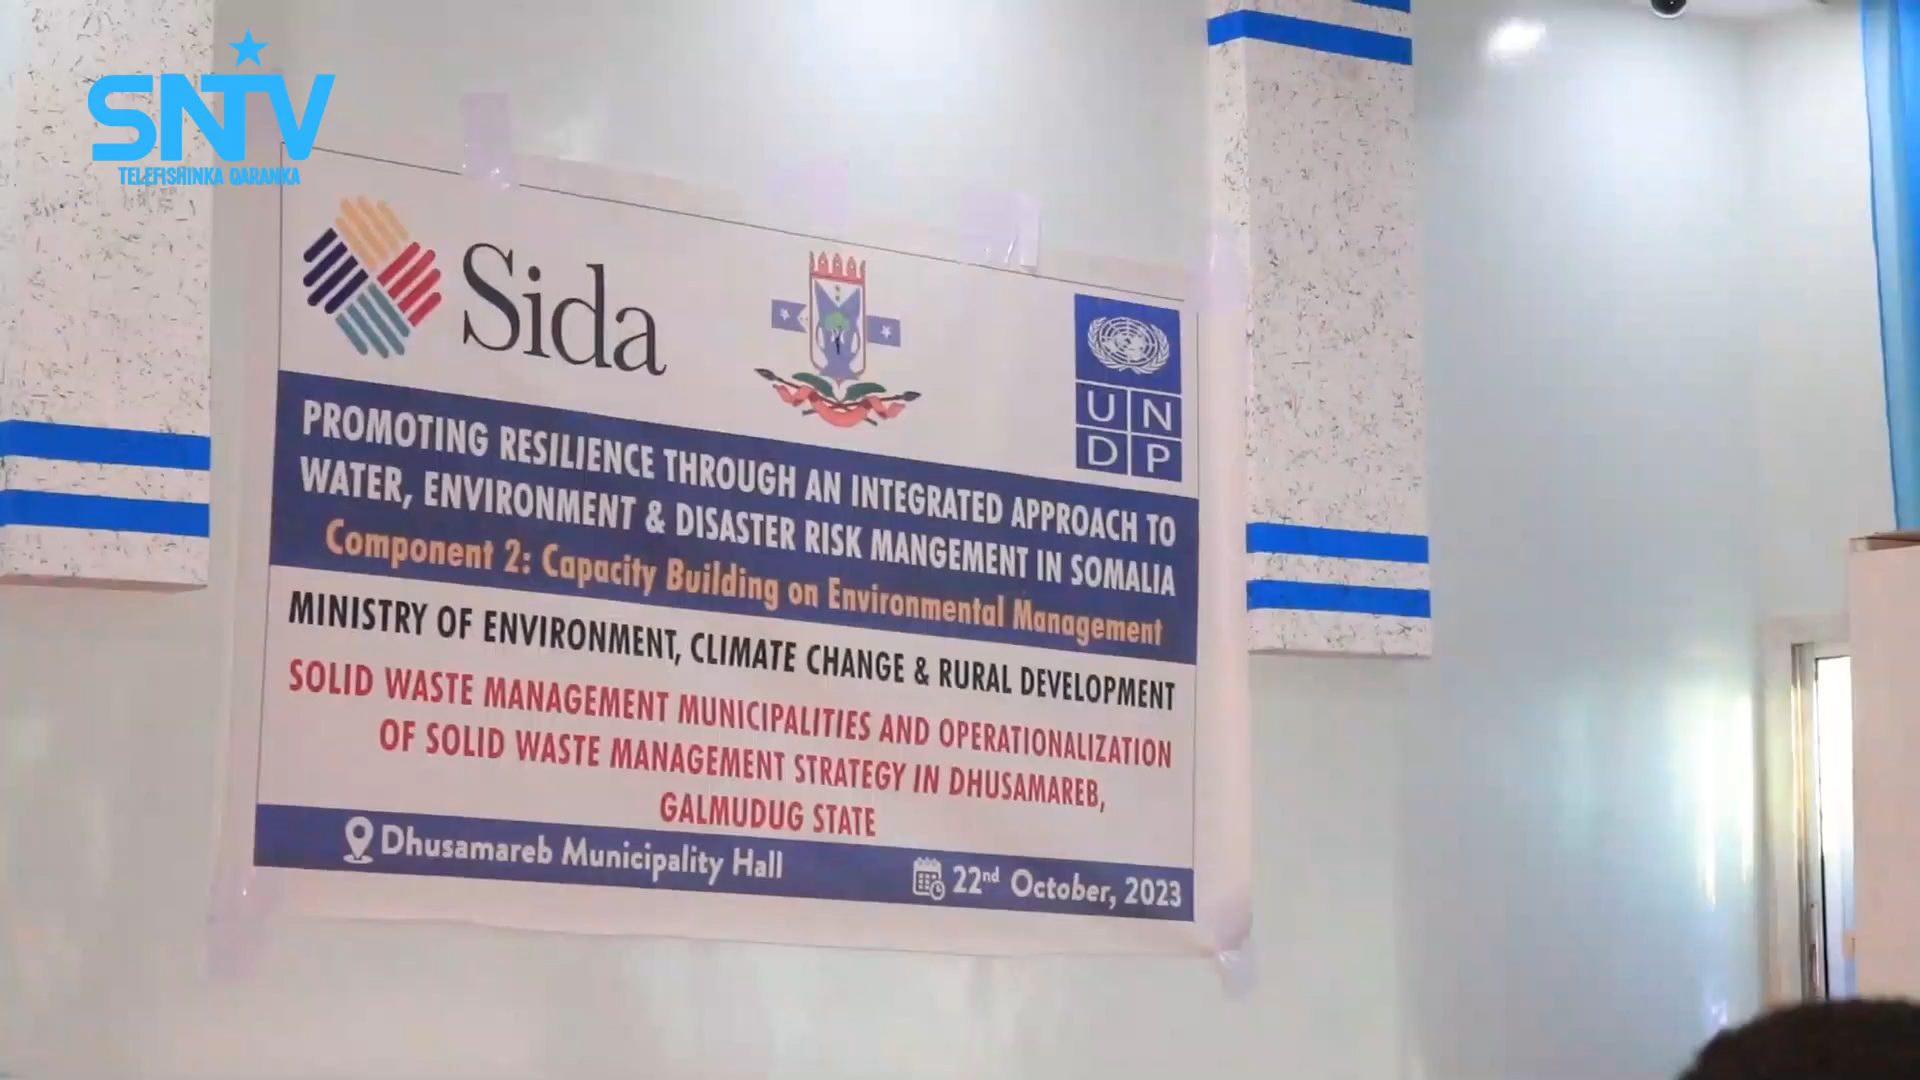 SNTV
TELEFISHINKA QARANKA
Sida
UN
DP
PROMOTING RESILIENCE THROUGH AN INTEGRATED APPROACH TO
WATER, ENVIRONMENT & DISASTER RISK MANGEMENT IN SOMALIA
Component 2: Capacity Building on Environmental Management
MINISTRY OF ENVIRONMENT, CLIMATE CHANGE & RURAL DEVELOPMENT
SOLID WASTE MANAGEMENT MUNICIPALITIES AND OPERATIONALIZATION
OF SOLID WASTE MANAGEMENT STRATEGY IN DHUSAMAREB,
GALMUDUG STATE
Dhusamareb Municipality Hall
22nd October, 2023